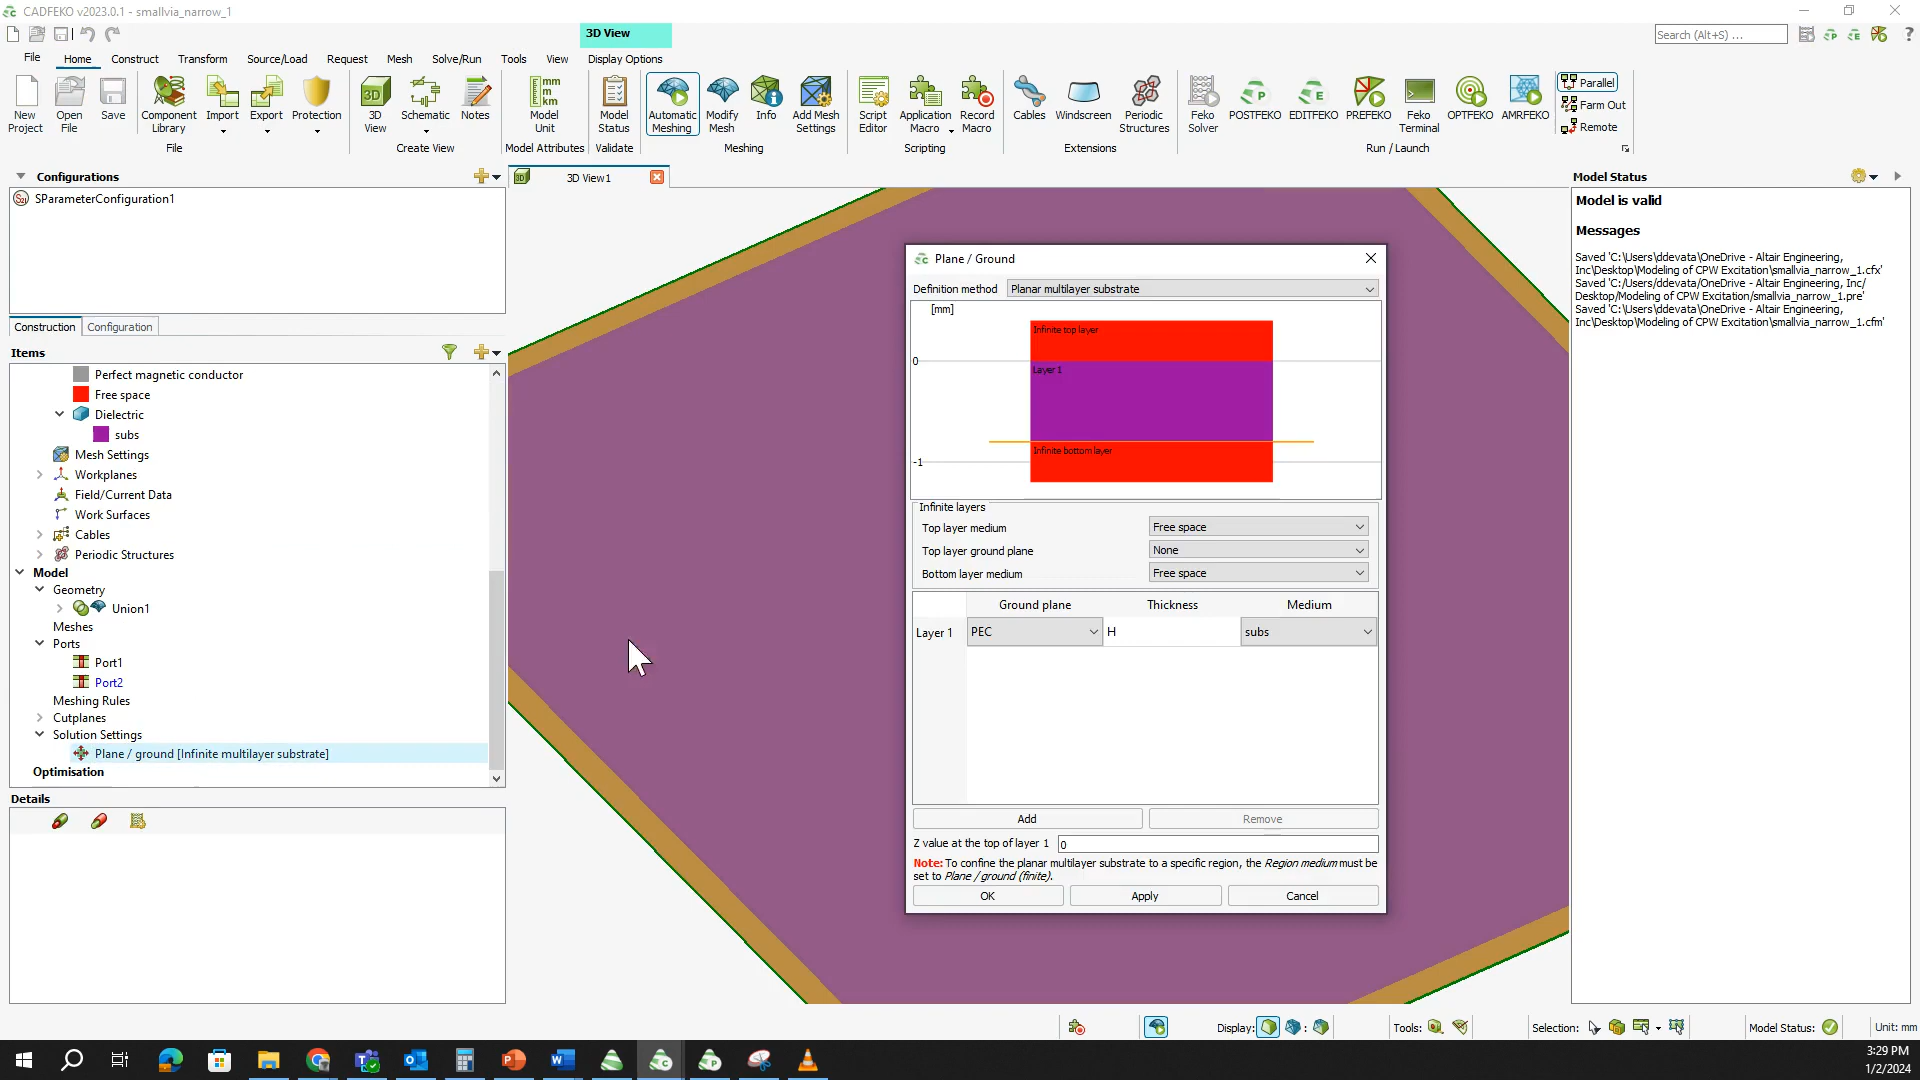 CADFEKO v2023.0.1 - smallvia_narrow_1
3D View
Search (Alt+S) ...
File
Home
Construct
Transform
Source/Load
Request
Mesh
Solve/Run
Tools
View
Display Options
New Project
Open File
Save
Component Library
Import
Export
Protection
3D View
Schematic
Notes
Model Unit
Model Status
Automatic Meshing
Modify Mesh
Info
Add Mesh Settings
Script Editor
Application Macro
Record Macro
Cables
Windscreen
Periodic Structures
Feko Solver
POSTFEKO
EDITFEKO
PREFEKO
Feko Terminal
OPTFEKO
AMRFEKO
Parallel
Farm Out
Remote
File
Create View
Model Attributes
Validate
Meshing
Scripting
Extensions
Run / Launch
Configurations
SParameterConfiguration1
Construction
Configuration
Items
Perfect magnetic conductor
Free space
Dielectric
subs
Mesh Settings
Workplanes
Field/Current Data
Work Surfaces
Cables
Periodic Structures
Model
Geometry
Union1
Meshes
Ports
Port1
Port2
Meshing Rules
Cutplanes
Solution Settings
Plane / ground [Infinite multilayer substrate]
Optimisation
Details
3D View1
Plane / Ground
Definition method
Planar multilayer substrate
[mm]
Infinite top layer
0
Layer 1
Infinite bottom layer
-1
Infinite layers
Top layer medium
Free space
Top layer ground plane
None
Bottom layer medium
Free space
Ground plane
Thickness
Medium
Layer 1
PEC
H
subs
Add
Remove
Z value at the top of layer 1
0
Note: To confine the planar multilayer substrate to a specific region, the Region medium must be
set to Plane / ground (finite).
OK
Apply
Cancel
Model Status
Model is valid
Messages
Saved 'C:\Users\ddevata\OneDrive - Altair Engineering,
Inc\Desktop\Modeling of CPW Excitation\smallvia_narrow_1.cfx'
Saved 'C:/Users/ddevata/OneDrive - Altair Engineering, Inc/
Desktop/Modeling of CPW Excitation/smallvia_narrow_1.pre'
Saved 'C:\Users\ddevata\OneDrive - Altair Engineering,
Inc\Desktop\Modeling of CPW Excitation\smallvia_narrow_1.cfm'
Display:
Tools:
Selection:
Model Status:
Unit: mm
3:29 PM
1/2/2024